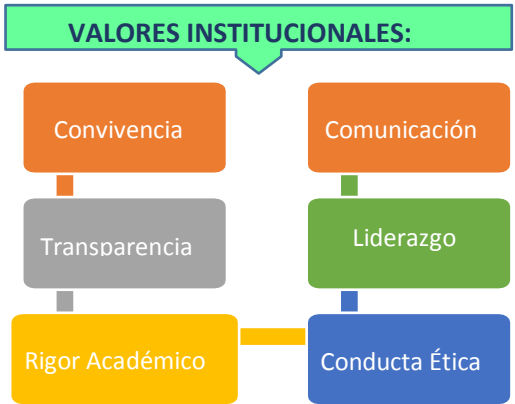 VALORES INSTITUCIONALES:
Convivencia
Transparencia
Rigor Académico
Conducta Ética
Liderazgo
Comunicación